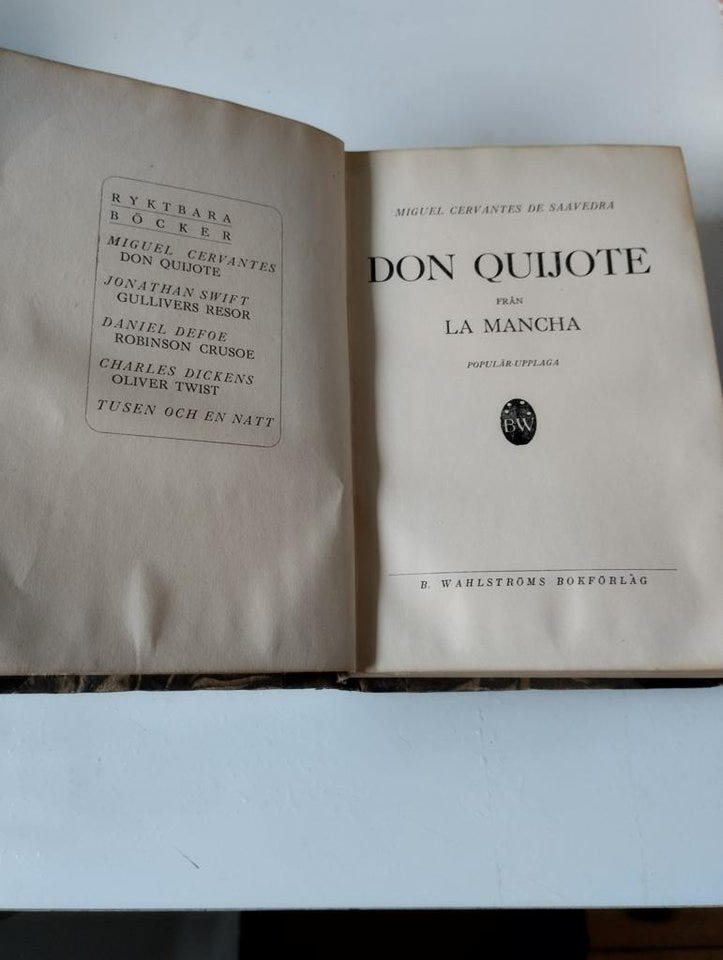 RYKTBARA
BÖCKER
MIGUEL CERVANTES
DON QUIJOTE
JONATHAN SWIFT
GULLIVERS RESOR
DANIEL DEFOE
ROBINSON CRUSOE
CHARLES DICKENS
OLIVER TWIST
TUSEN OCH EN NATT
MIGUEL CERVANTES DE SAAVEDRA
DON QUIJOTE
FRÅN
LA MANCHA
POPULÄR-UPPLAGA
BW
B. WAHLSTRÖMS BOKFÖRLAG